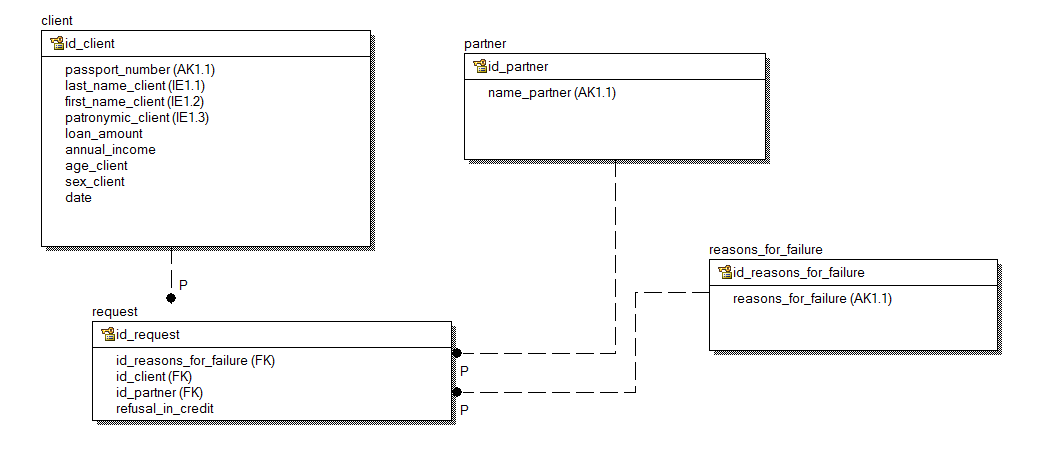 client
id_client
passport_number (AK1.1)
last_name_client (IE1.1)
first_name_client (IE1.2)
patronymic_client (IE1.3)
loan_amount
annual_income
age_client
sex_client
date
partner
id_partner
name_partner (AK1.1)
reasons_for_failure
id_reasons_for_failure
reasons_for_failure (AK1.1)
P
request
id_request
id_reasons_for_failure (FK)
id_client (FK)
id_partner (FK)
refusal_in_credit
P
P